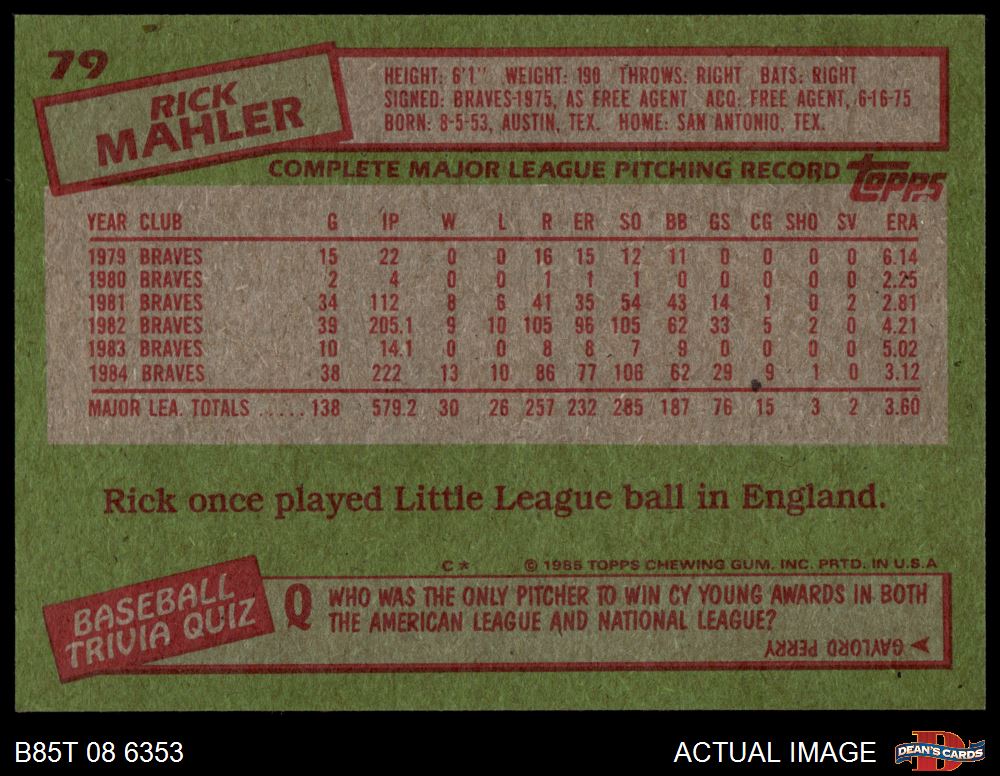 79
RICK
MAHLER
HEIGHT: 6'1" WEIGHT: 190 THROWS: RIGHT BATS: RIGHT
SIGNED: BRAVES-1975, AS FREE AGENT ACQ: FREE AGENT, 6-16-75
BORN: 8-5-53, AUSTIN, TEX. HOME: SAN ANTONIO, TEX.
COMPLETE MAJOR LEAGUE PITCHING RECORD Topps
YEAR CLUB G IP W L R ER SO BB GS CG SHO SV ERA
1979 BRAVES 15 22 0 0 16 15 12 11 0 0 0 0 6.14
1980 BRAVES 2 4 0 0 1 1 1 0 0 0 0 0 2.25
1981 BRAVES 34 112 8 6 41 35 54 43 14 1 0 2 2.81
1982 BRAVES 39 205.1 9 10 105 96 105 62 33 5 2 0 4.21
1983 BRAVES 10 14.1 0 0 8 8 7 9 0 0 0 0 5.02
1984 BRAVES 38 222 13 10 86 77 106 62 29 9 1 0 3.12
MAJOR LEA. TOTALS ..... 138 579.2 30 26 257 232 285 187 76 15 3 2 3.60
Rick once played Little League ball in England.
C* © 1985 TOPPS CHEWING GUM, INC. PRTD. IN U.S.A
BASEBALL
TRIVIA QUIZ
Q WHO WAS THE ONLY PITCHER TO WIN CY YOUNG AWARDS IN BOTH
THE AMERICAN LEAGUE AND NATIONAL LEAGUE?
GAYLORD PERRY
B85T 08 6353
ACTUAL IMAGE
DEAN'S CARDS